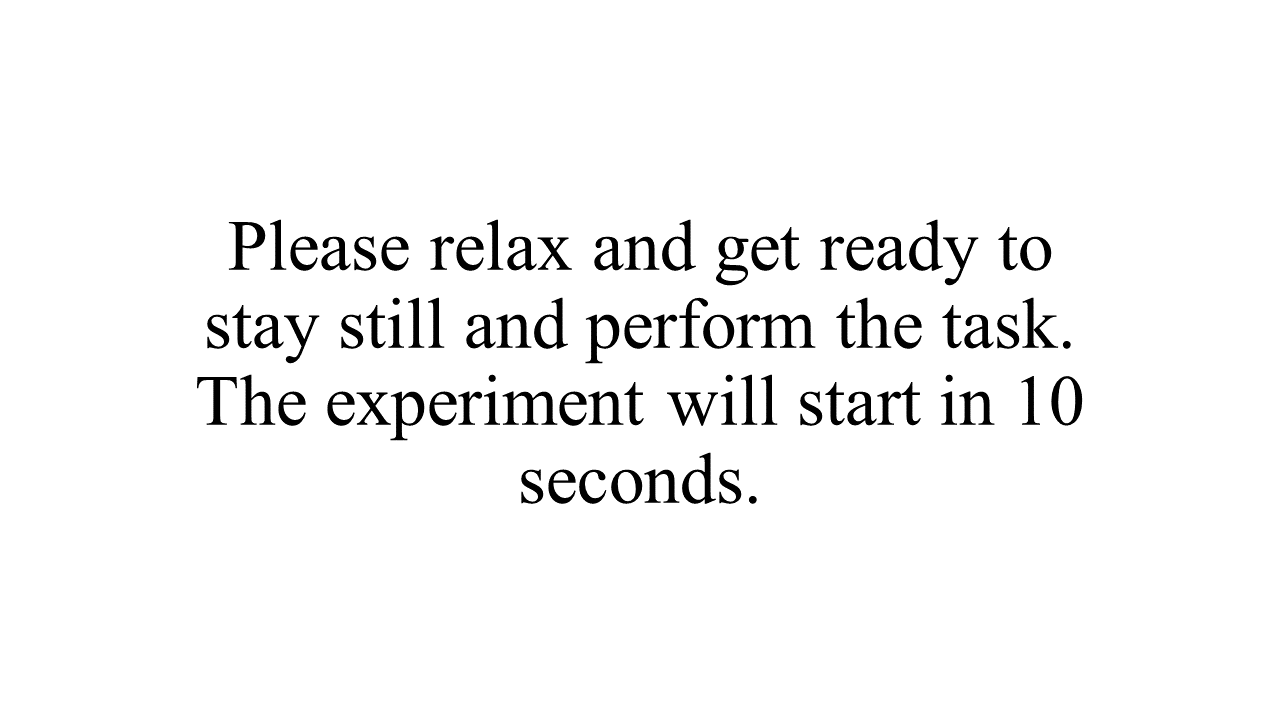 Please relax and get ready to
stay still and perform the task.
The experiment will start in 10
seconds.